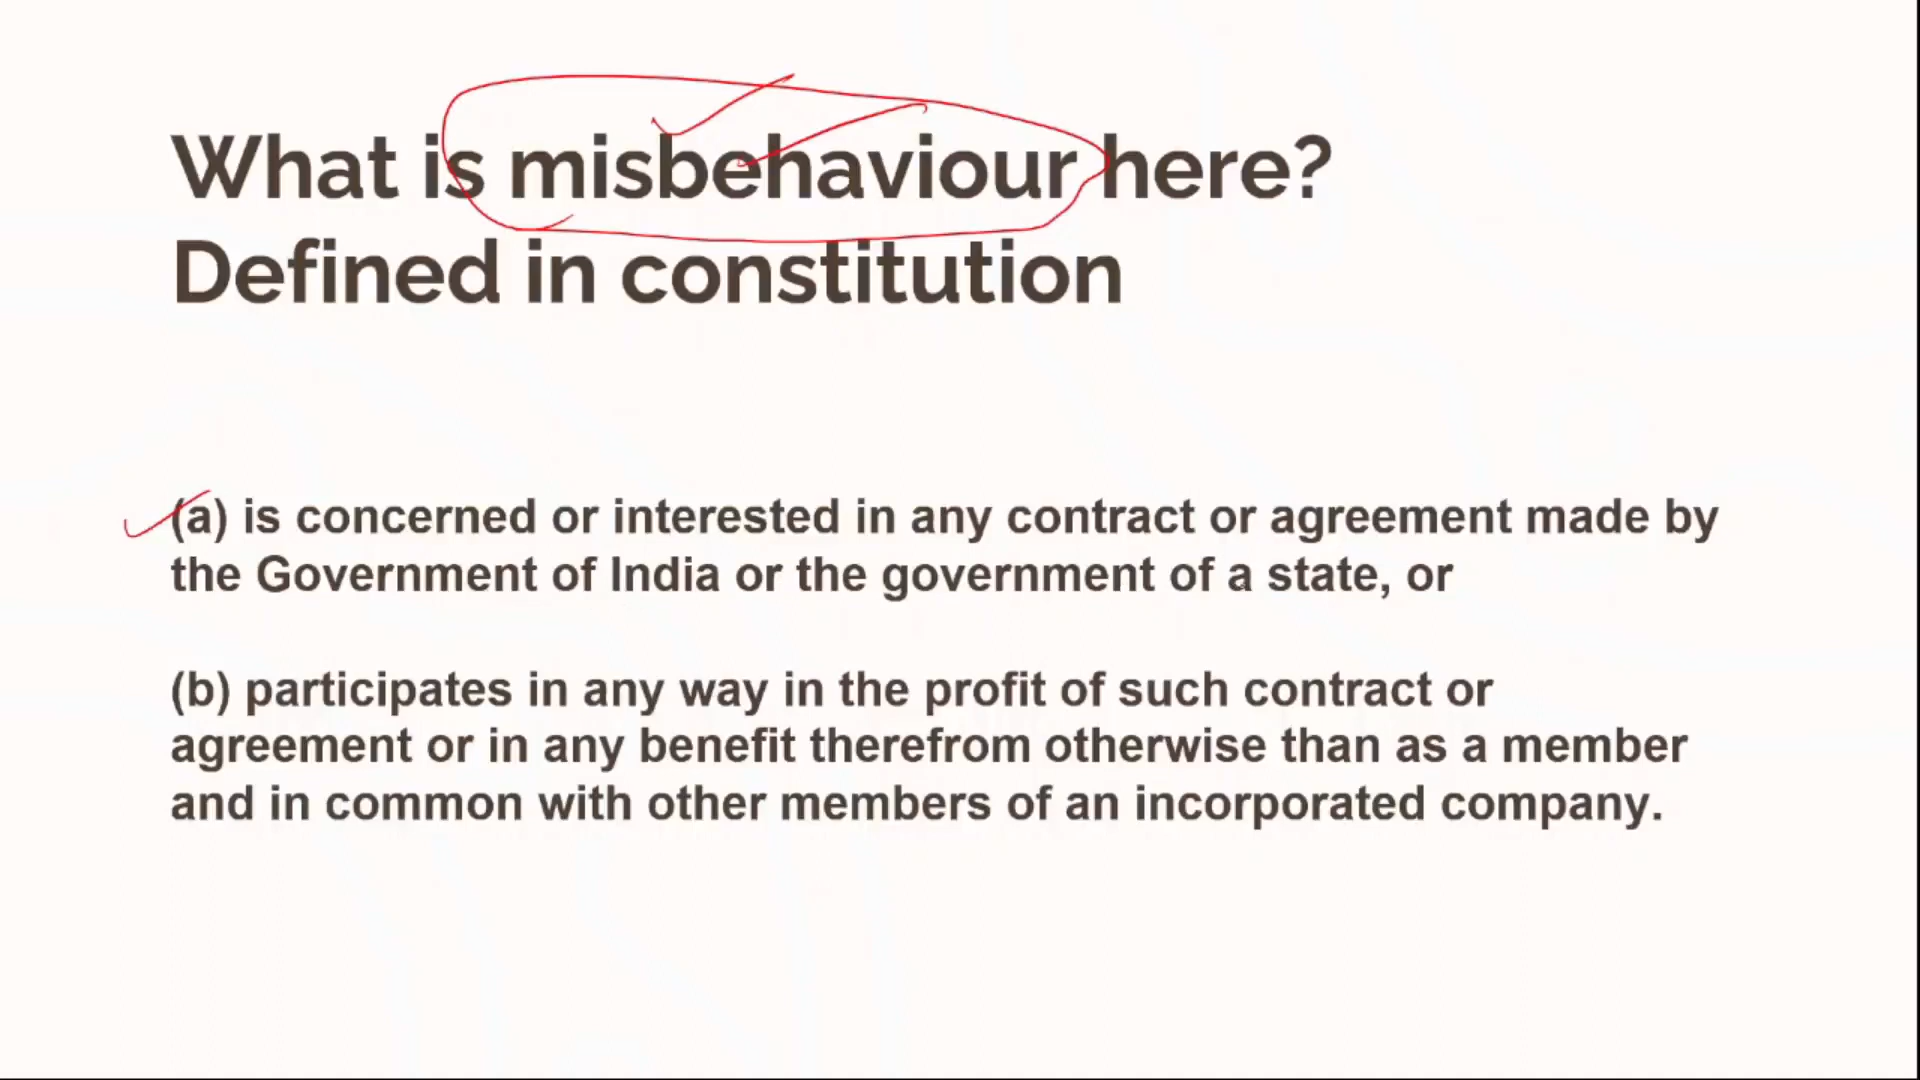 What is misbehaviour here?
Defined in constitution
(a) is concerned or interested in any contract or agreement made by
the Government of India or the government of a state, or
(b) participates in any way in the profit of such contract or
agreement or in any benefit therefrom otherwise than as a member
and in common with other members of an incorporated company.